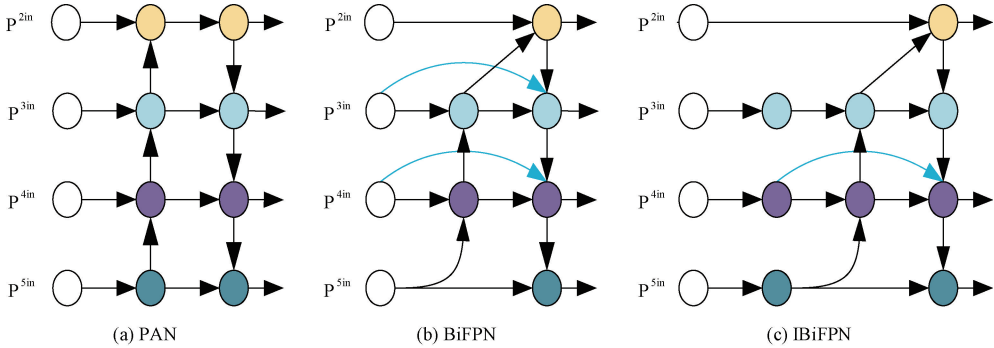 P2in P2in P2in
P3in P3in P3in
P4in P4in P4in
P5in P5in P5in
(a) PAN (b) BiFPN (c) IBiFPN